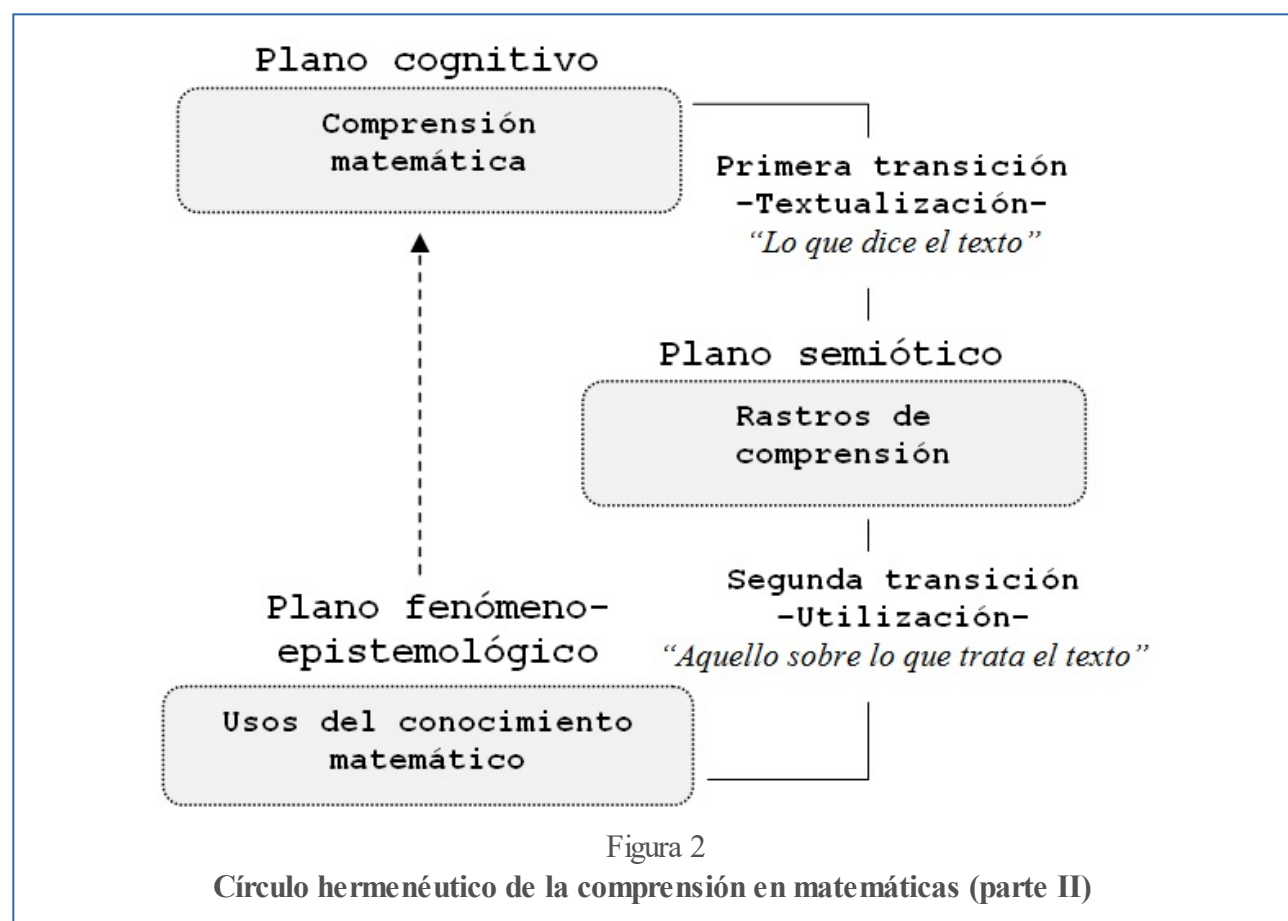 Plano cognitivo
Comprensión
matemática
Primera transición
–Textualización–
“Lo que dice el texto”
Plano semiótico
Rastros de
comprensión
Segunda transición
–Utilización–
“Aquello sobre lo que trata el texto”
Plano fenómeno-
epistemológico
Usos del conocimiento
matemático
Figura 2
Círculo hermenéutico de la comprensión en matemáticas (parte II)